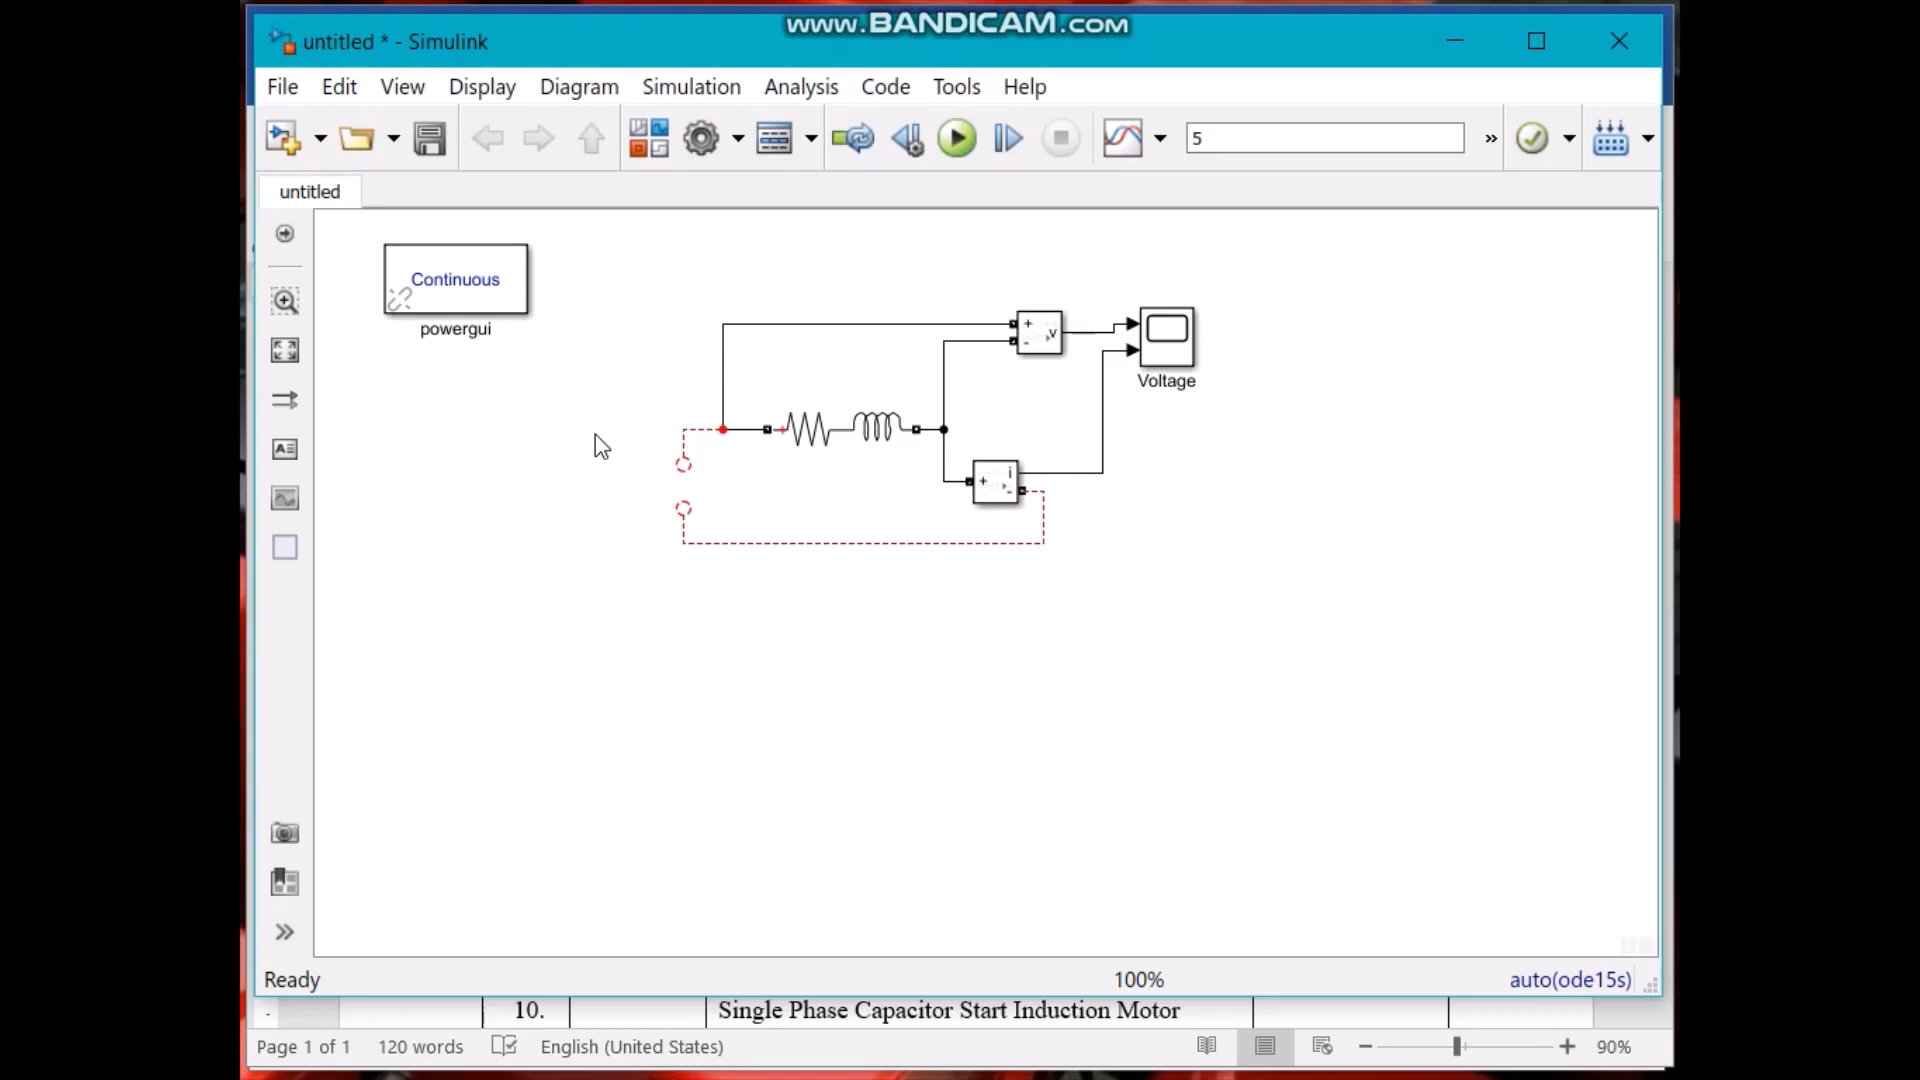 www.BANDICAM.com
untitled * - Simulink
File Edit View Display Diagram Simulation Analysis Code Tools Help
5 »
untitled
Continuous
powergui
+ v
-
Voltage
+ i
-
Ready 100% auto(ode15s)
10. Single Phase Capacitor Start Induction Motor
Page 1 of 1 120 words English (United States) 90%